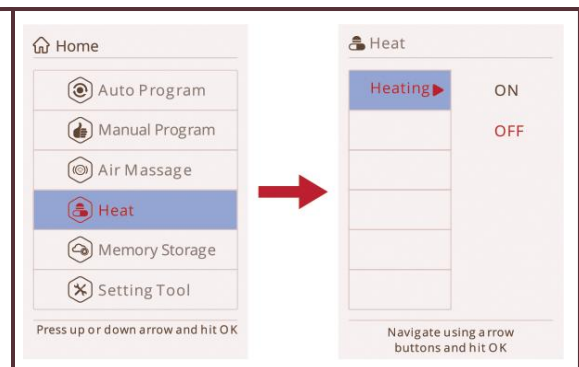 Home
Auto Program
Manual Program
Air Massage
Heat
Memory Storage
Setting Tool
Press up or down arrow and hit OK
Heat
Heating
ON
OFF
Navigate using arrow
buttons and hit OK